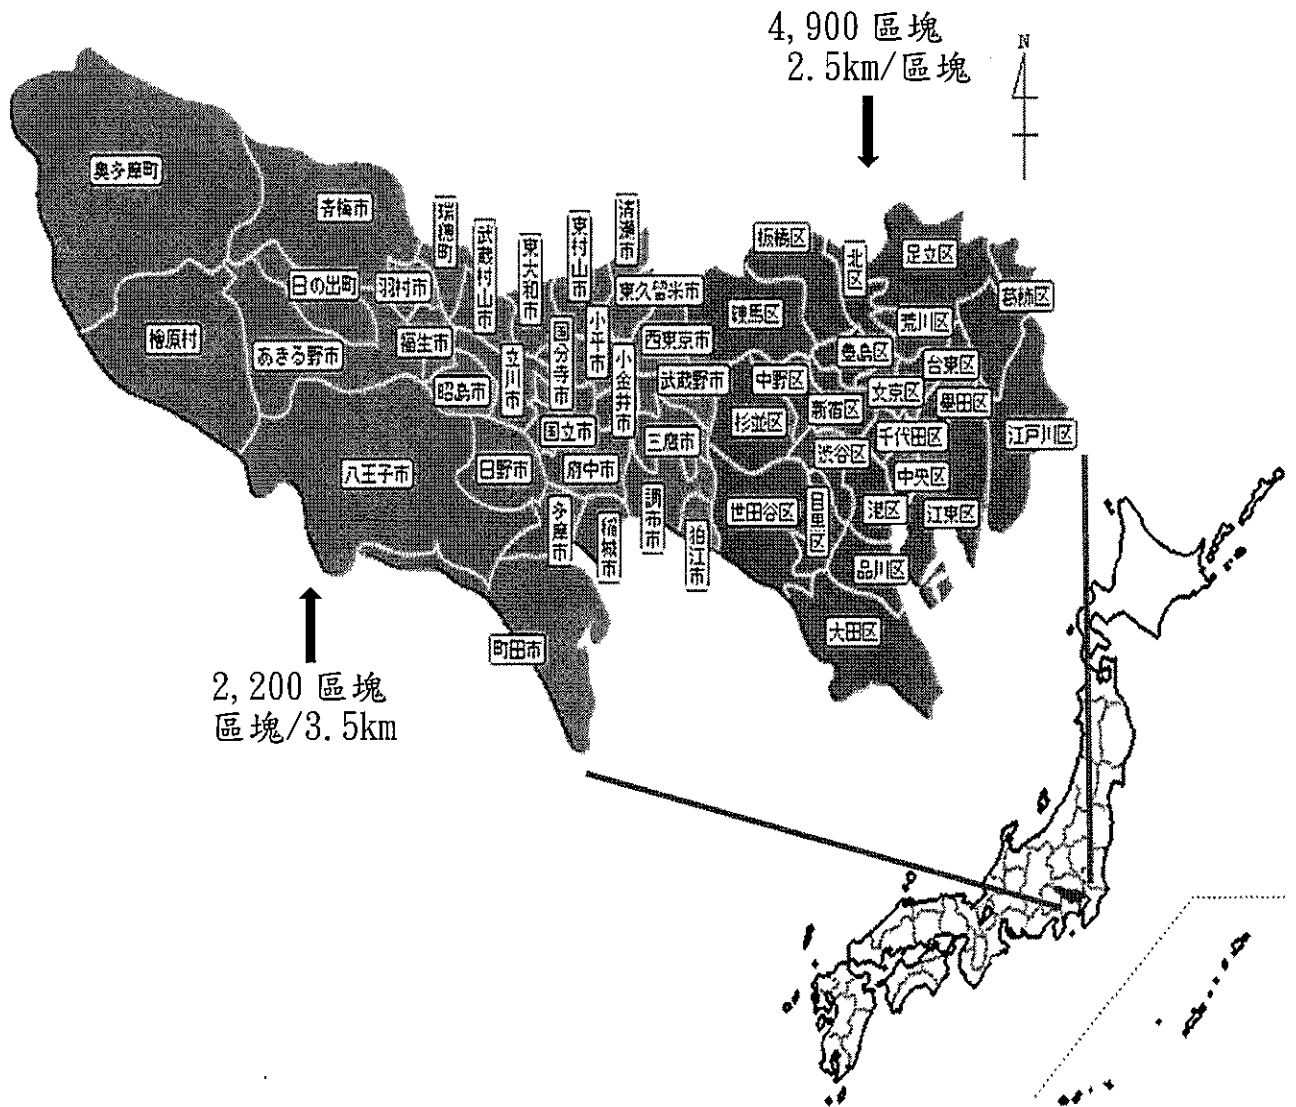 4,900 區塊
2.5km/區塊
N
奥多摩町
青梅市
瑞穂町
武蔵村山市
東大和市
東村山市
清瀬市
板橋区
北区
足立区
葛飾区
日の出町
羽村市
東久留米市
練馬区
荒川区
檜原村
あきる野市
福生市
立川市
国分寺市
小平市
小金井市
西東京市
豊島区
台東区
昭島市
武蔵野市
中野区
新宿区
文京区
墨田区
国立市
三鷹市
杉並区
渋谷区
千代田区
江戸川区
八王子市
日野市
府中市
中央区
多摩市
稲城市
調布市
狛江市
世田谷区
目黒区
港区
江東区
品川区
町田市
大田区
2,200 區塊
區塊/3.5km